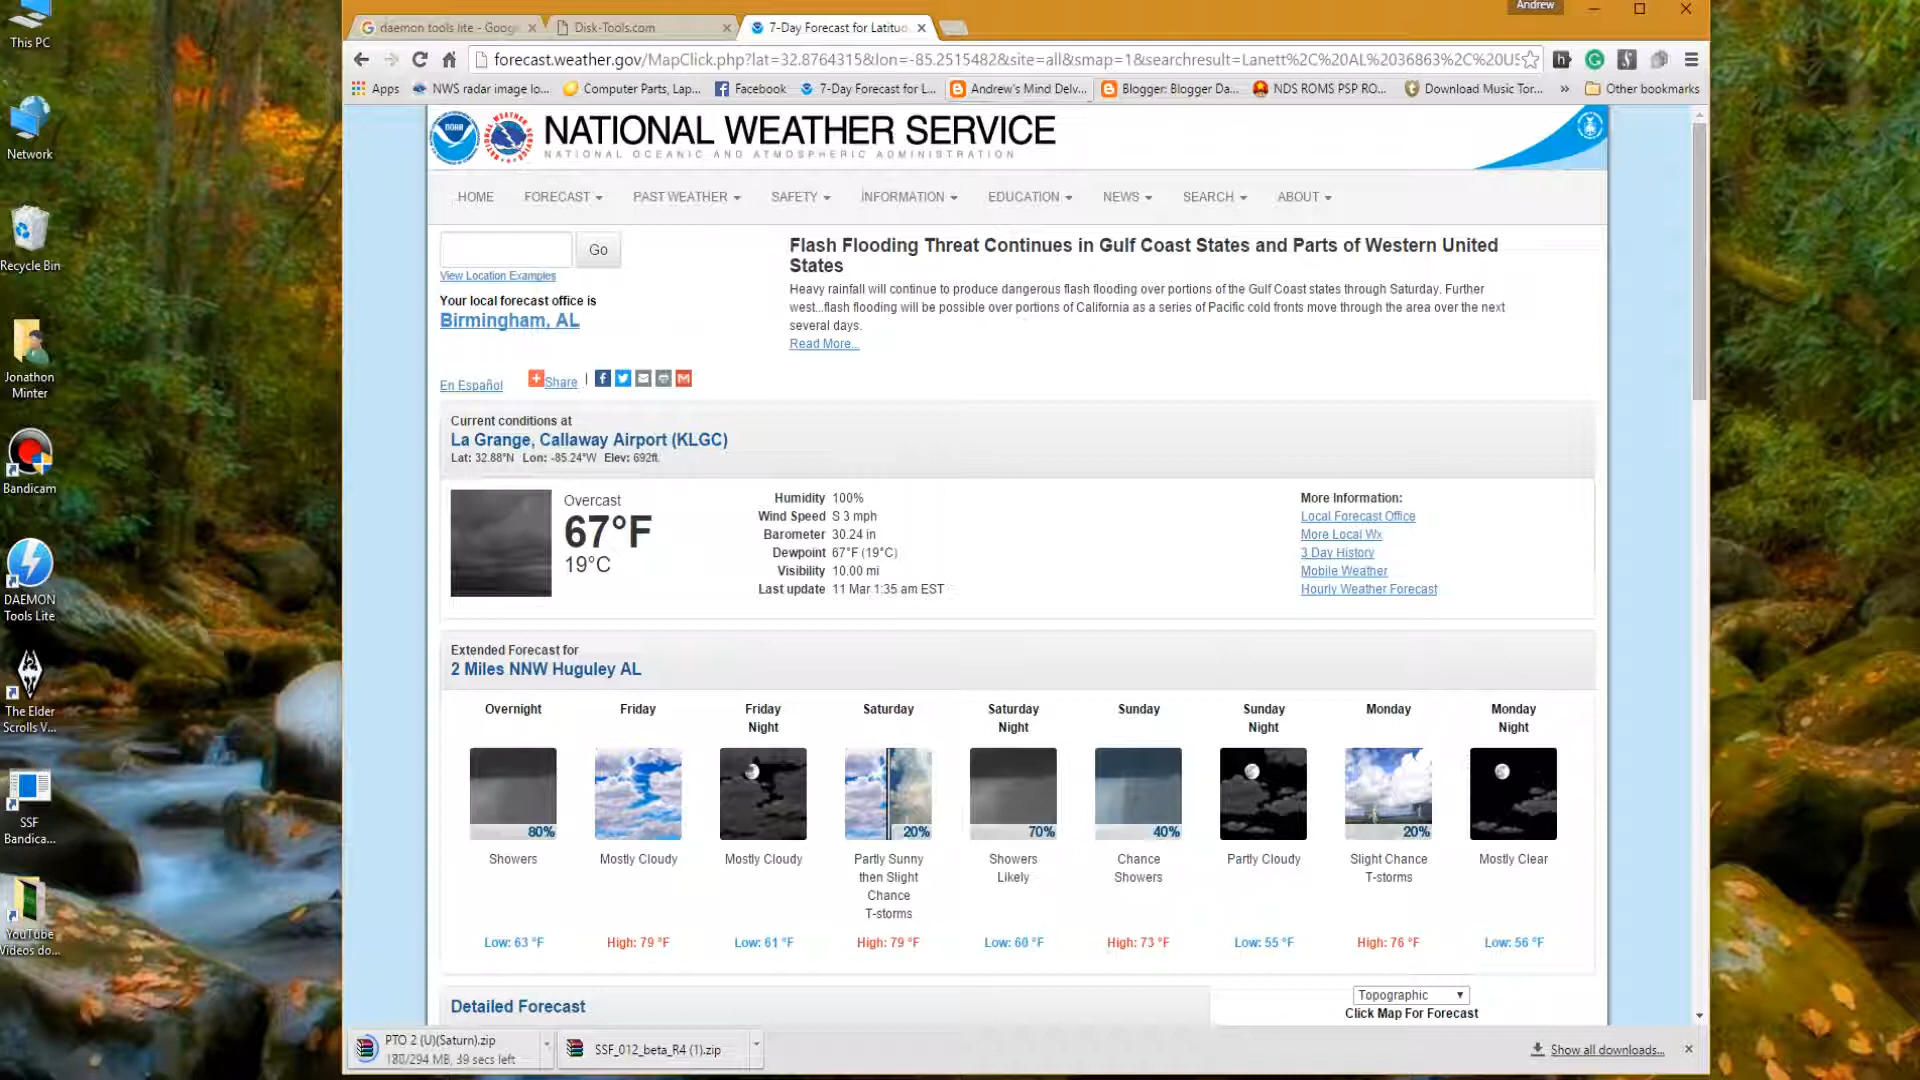 This PC
Network
Recycle Bin
Jonathon
Minter
Bandicam
DAEMON
Tools Lite
The Elder
Scrolls V...
SSF
Bandica...
YouTube
Videos do...
Andrew
daemon tools lite - Goog
Disk-Tools.com
7-Day Forecast for Latitud
forecast.weather.gov/MapClick.php?lat=32.8764315&lon=-85.2515482&site=all&smap=1&searchresult=Lanett%2C%20AL%2036863%2C%20US
Apps
NWS radar image lo...
Computer Parts, Lap...
Facebook
7-Day Forecast for L...
Andrew's Mind Delv...
Blogger: Blogger Da...
NDS ROMS PSP RO...
Download Music Tor...
»
Other bookmarks
NOAA
NATIONAL WEATHER SERVICE
NATIONAL OCEANIC AND ATMOSPHERIC ADMINISTRATION
HOME FORECAST PAST WEATHER SAFETY INFORMATION EDUCATION NEWS SEARCH ABOUT
Go
View Location Examples
Your local forecast office is
Birmingham, AL
En Español
Share |
Flash Flooding Threat Continues in Gulf Coast States and Parts of Western United
States
Heavy rainfall will continue to produce dangerous flash flooding over portions of the Gulf Coast states through Saturday. Further
west...flash flooding will be possible over portions of California as a series of Pacific cold fronts move through the area over the next
several days.
Read More...
Current conditions at
La Grange, Callaway Airport (KLGC)
Lat: 32.88°N Lon: -85.24°W Elev: 692ft.
Overcast
67°F
19°C
Humidity 100%
Wind Speed S 3 mph
Barometer 30.24 in
Dewpoint 67°F (19°C)
Visibility 10.00 mi
Last update 11 Mar 1:35 am EST
More Information:
Local Forecast Office
More Local Wx
3 Day History
Mobile Weather
Hourly Weather Forecast
Extended Forecast for
2 Miles NNW Huguley AL
Overnight
80%
Showers
Low: 63 °F
Friday
Mostly Cloudy
High: 79 °F
Friday
Night
Mostly Cloudy
Low: 61 °F
Saturday
20%
Partly Sunny
then Slight
Chance
T-storms
High: 79 °F
Saturday
Night
70%
Showers
Likely
Low: 60 °F
Sunday
40%
Chance
Showers
High: 73 °F
Sunday
Night
Partly Cloudy
Low: 55 °F
Monday
20%
Slight Chance
T-storms
High: 76 °F
Monday
Night
Mostly Clear
Low: 56 °F
Detailed Forecast
Topographic
Click Map For Forecast
PTO 2 (U)(Saturn).zip
/294 MB, 39 secs left
SSF_012_beta_R4 (1).zip
Show all downloads...